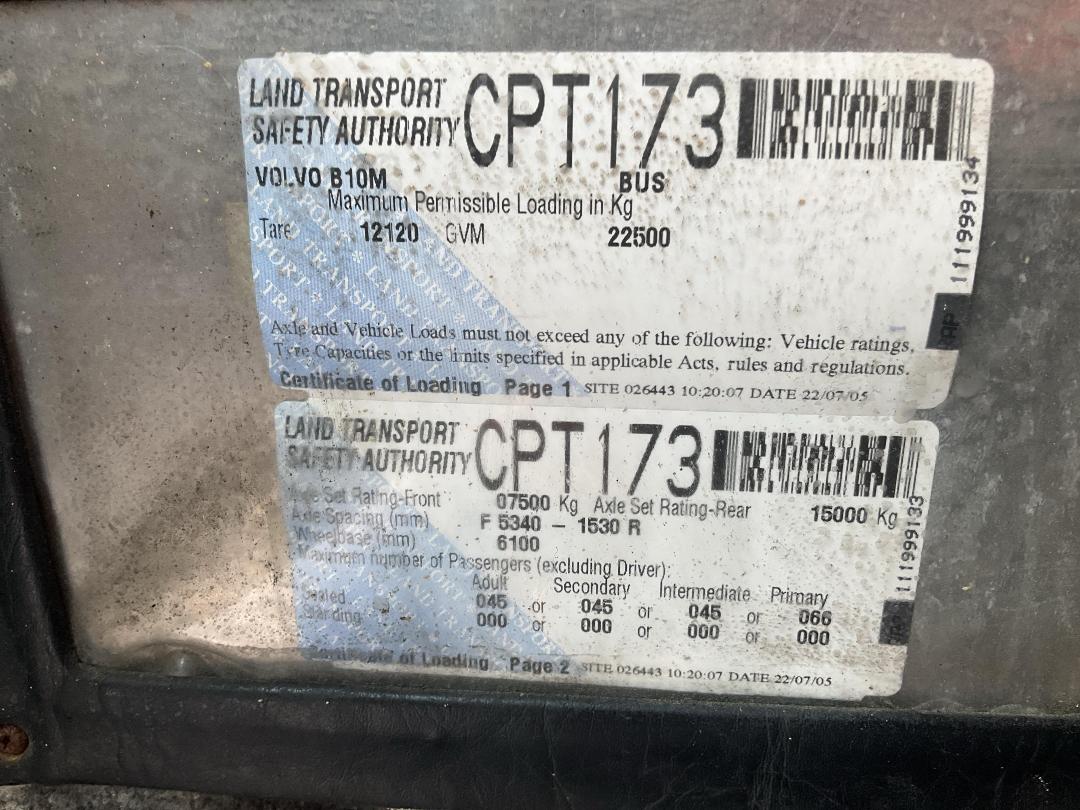 LAND TRANSPORT
SAFETY AUTHORITY
CPT173
VOLVO B10M BUS
Maximum Permissible Loading in Kg
Tare 12120 GVM 22500
Axle and Vehicle Loads must not exceed any of the following: Vehicle ratings,
Tyre Capacities or the limits specified in applicable Acts, rules and regulations.
Certificate of Loading Page 1 SITE 026443 10:20:07 DATE 22/07/05
111999134
LAND TRANSPORT
SAFETY AUTHORITY
CPT173
Axle Set Rating-Front 07500 Kg Axle Set Rating-Rear 15000 Kg
Axle Spacing (mm) F 5340 - 1530 R
Wheelbase (mm) 6100
Maximum number of Passengers (excluding Driver):
Adult Secondary Intermediate Primary
Seated 045 or 045 or 045 or 066
Standing 000 or 000 or 000 or 000
Certificate of Loading Page 2 SITE 026443 10:20:07 DATE 22/07/05
111999133